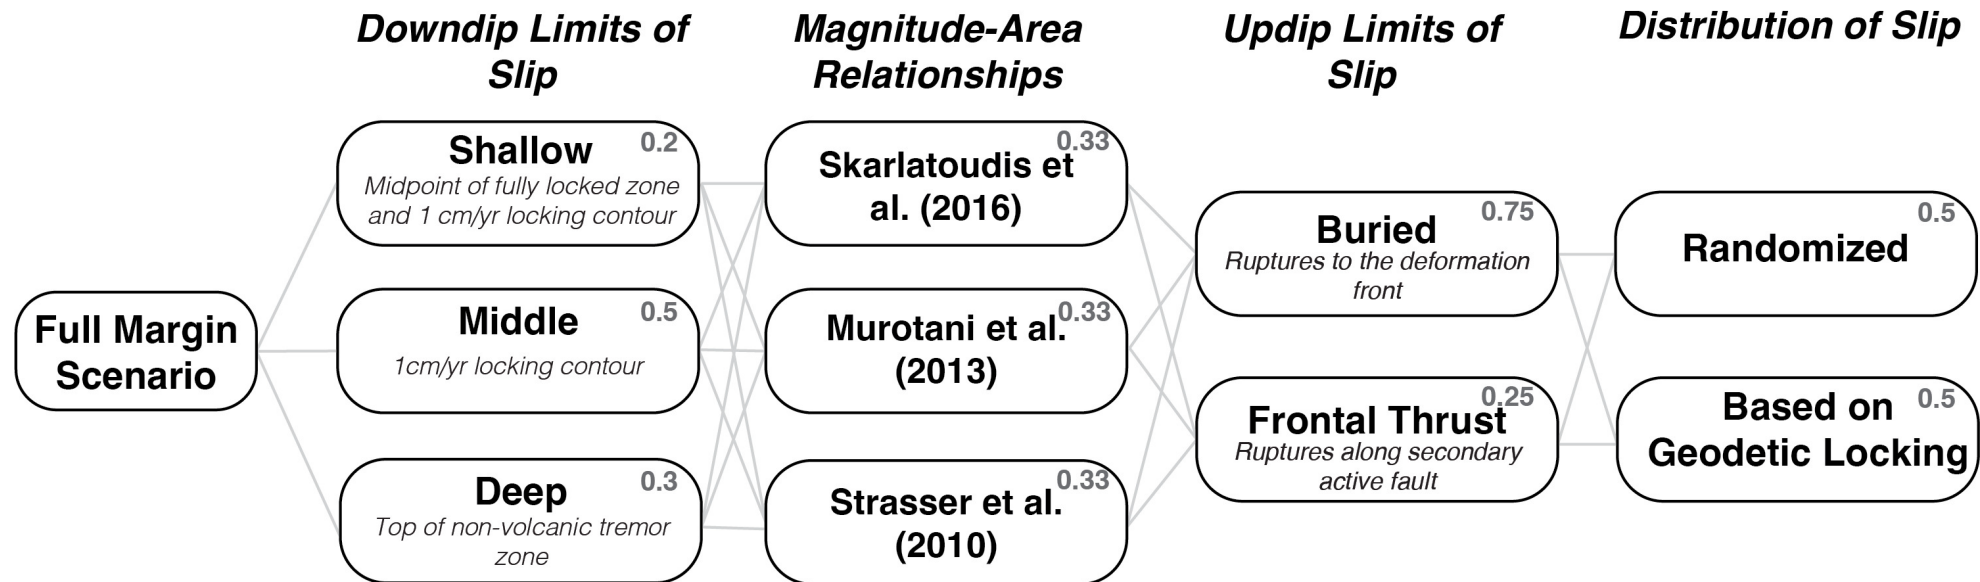 Downdip Limits of
Slip
Magnitude-Area
Relationships
Updip Limits of
Slip
Distribution of Slip
Full Margin
Scenario
Shallow
0.2
Midpoint of fully locked zone
and 1 cm/yr locking contour
Middle
0.5
1cm/yr locking contour
Deep
0.3
Top of non-volcanic tremor
zone
0.33
Skarlatoudis et
al. (2016)
0.33
Murotani et al.
(2013)
0.33
Strasser et al.
(2010)
0.75
Buried
Ruptures to the deformation
front
0.25
Frontal Thrust
Ruptures along secondary
active fault
0.5
Randomized
0.5
Based on
Geodetic Locking